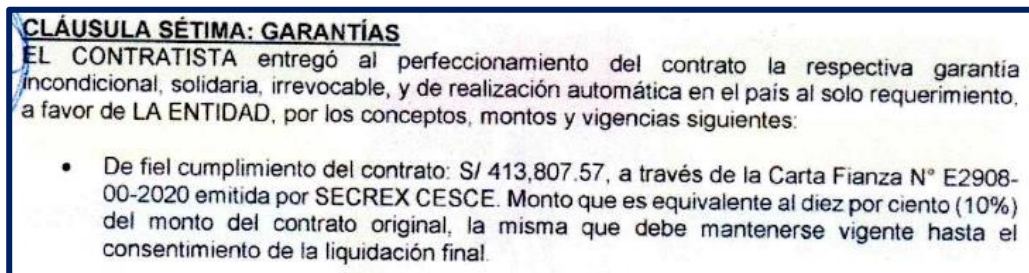 CLÁUSULA SÉTIMA: GARANTÍAS
EL CONTRATISTA entregó al perfeccionamiento del contrato la respectiva garantía
incondicional, solidaria, irrevocable, y de realización automática en el país al solo requerimiento,
a favor de LA ENTIDAD, por los conceptos, montos y vigencias siguientes:
• De fiel cumplimiento del contrato: S/ 413,807.57, a través de la Carta Fianza N° E2908-
00-2020 emitida por SECREX CESCE. Monto que es equivalente al diez por ciento (10%)
del monto del contrato original, la misma que debe mantenerse vigente hasta el
consentimiento de la liquidación final.